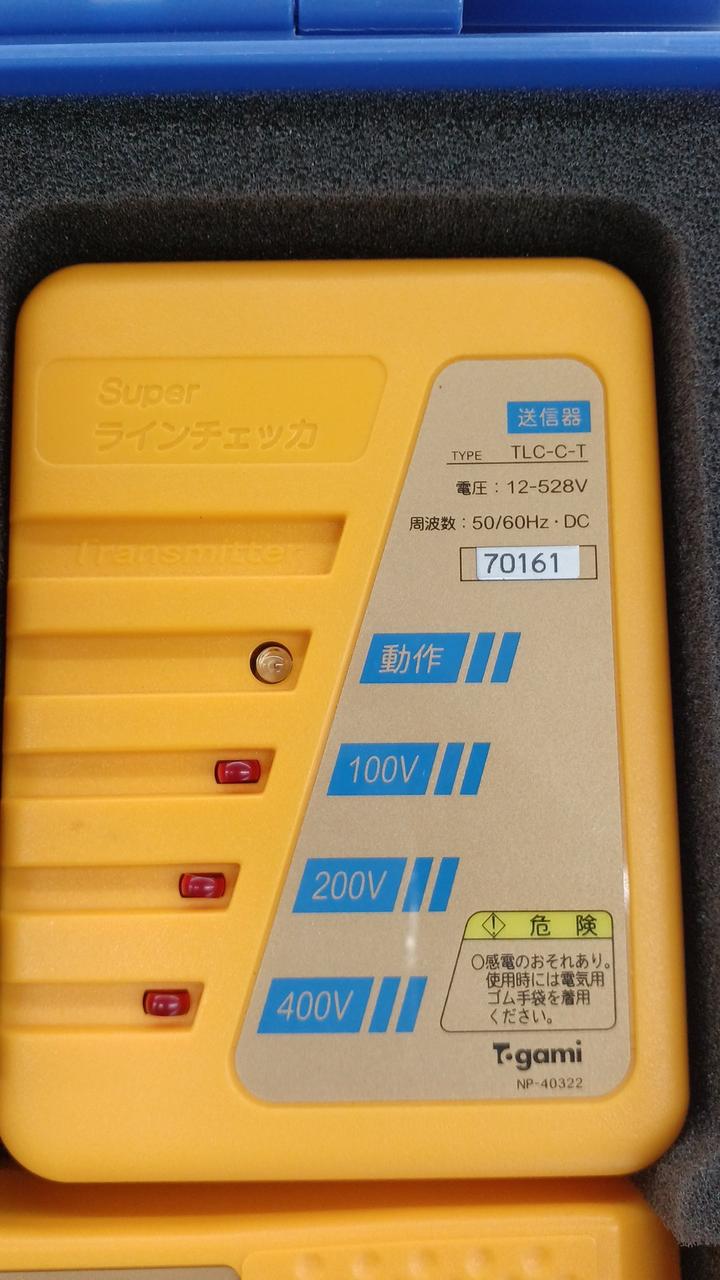 Super
ラインチェッカ
Transmitter
送信器
TYPE TLC-C-T
電圧：12-528V
周波数：50/60Hz・DC
70161
動作
100V
200V
400V
危険
○感電のおそれあり。
使用時には電気用
ゴム手袋を着用
ください。
Togami
NP-40322